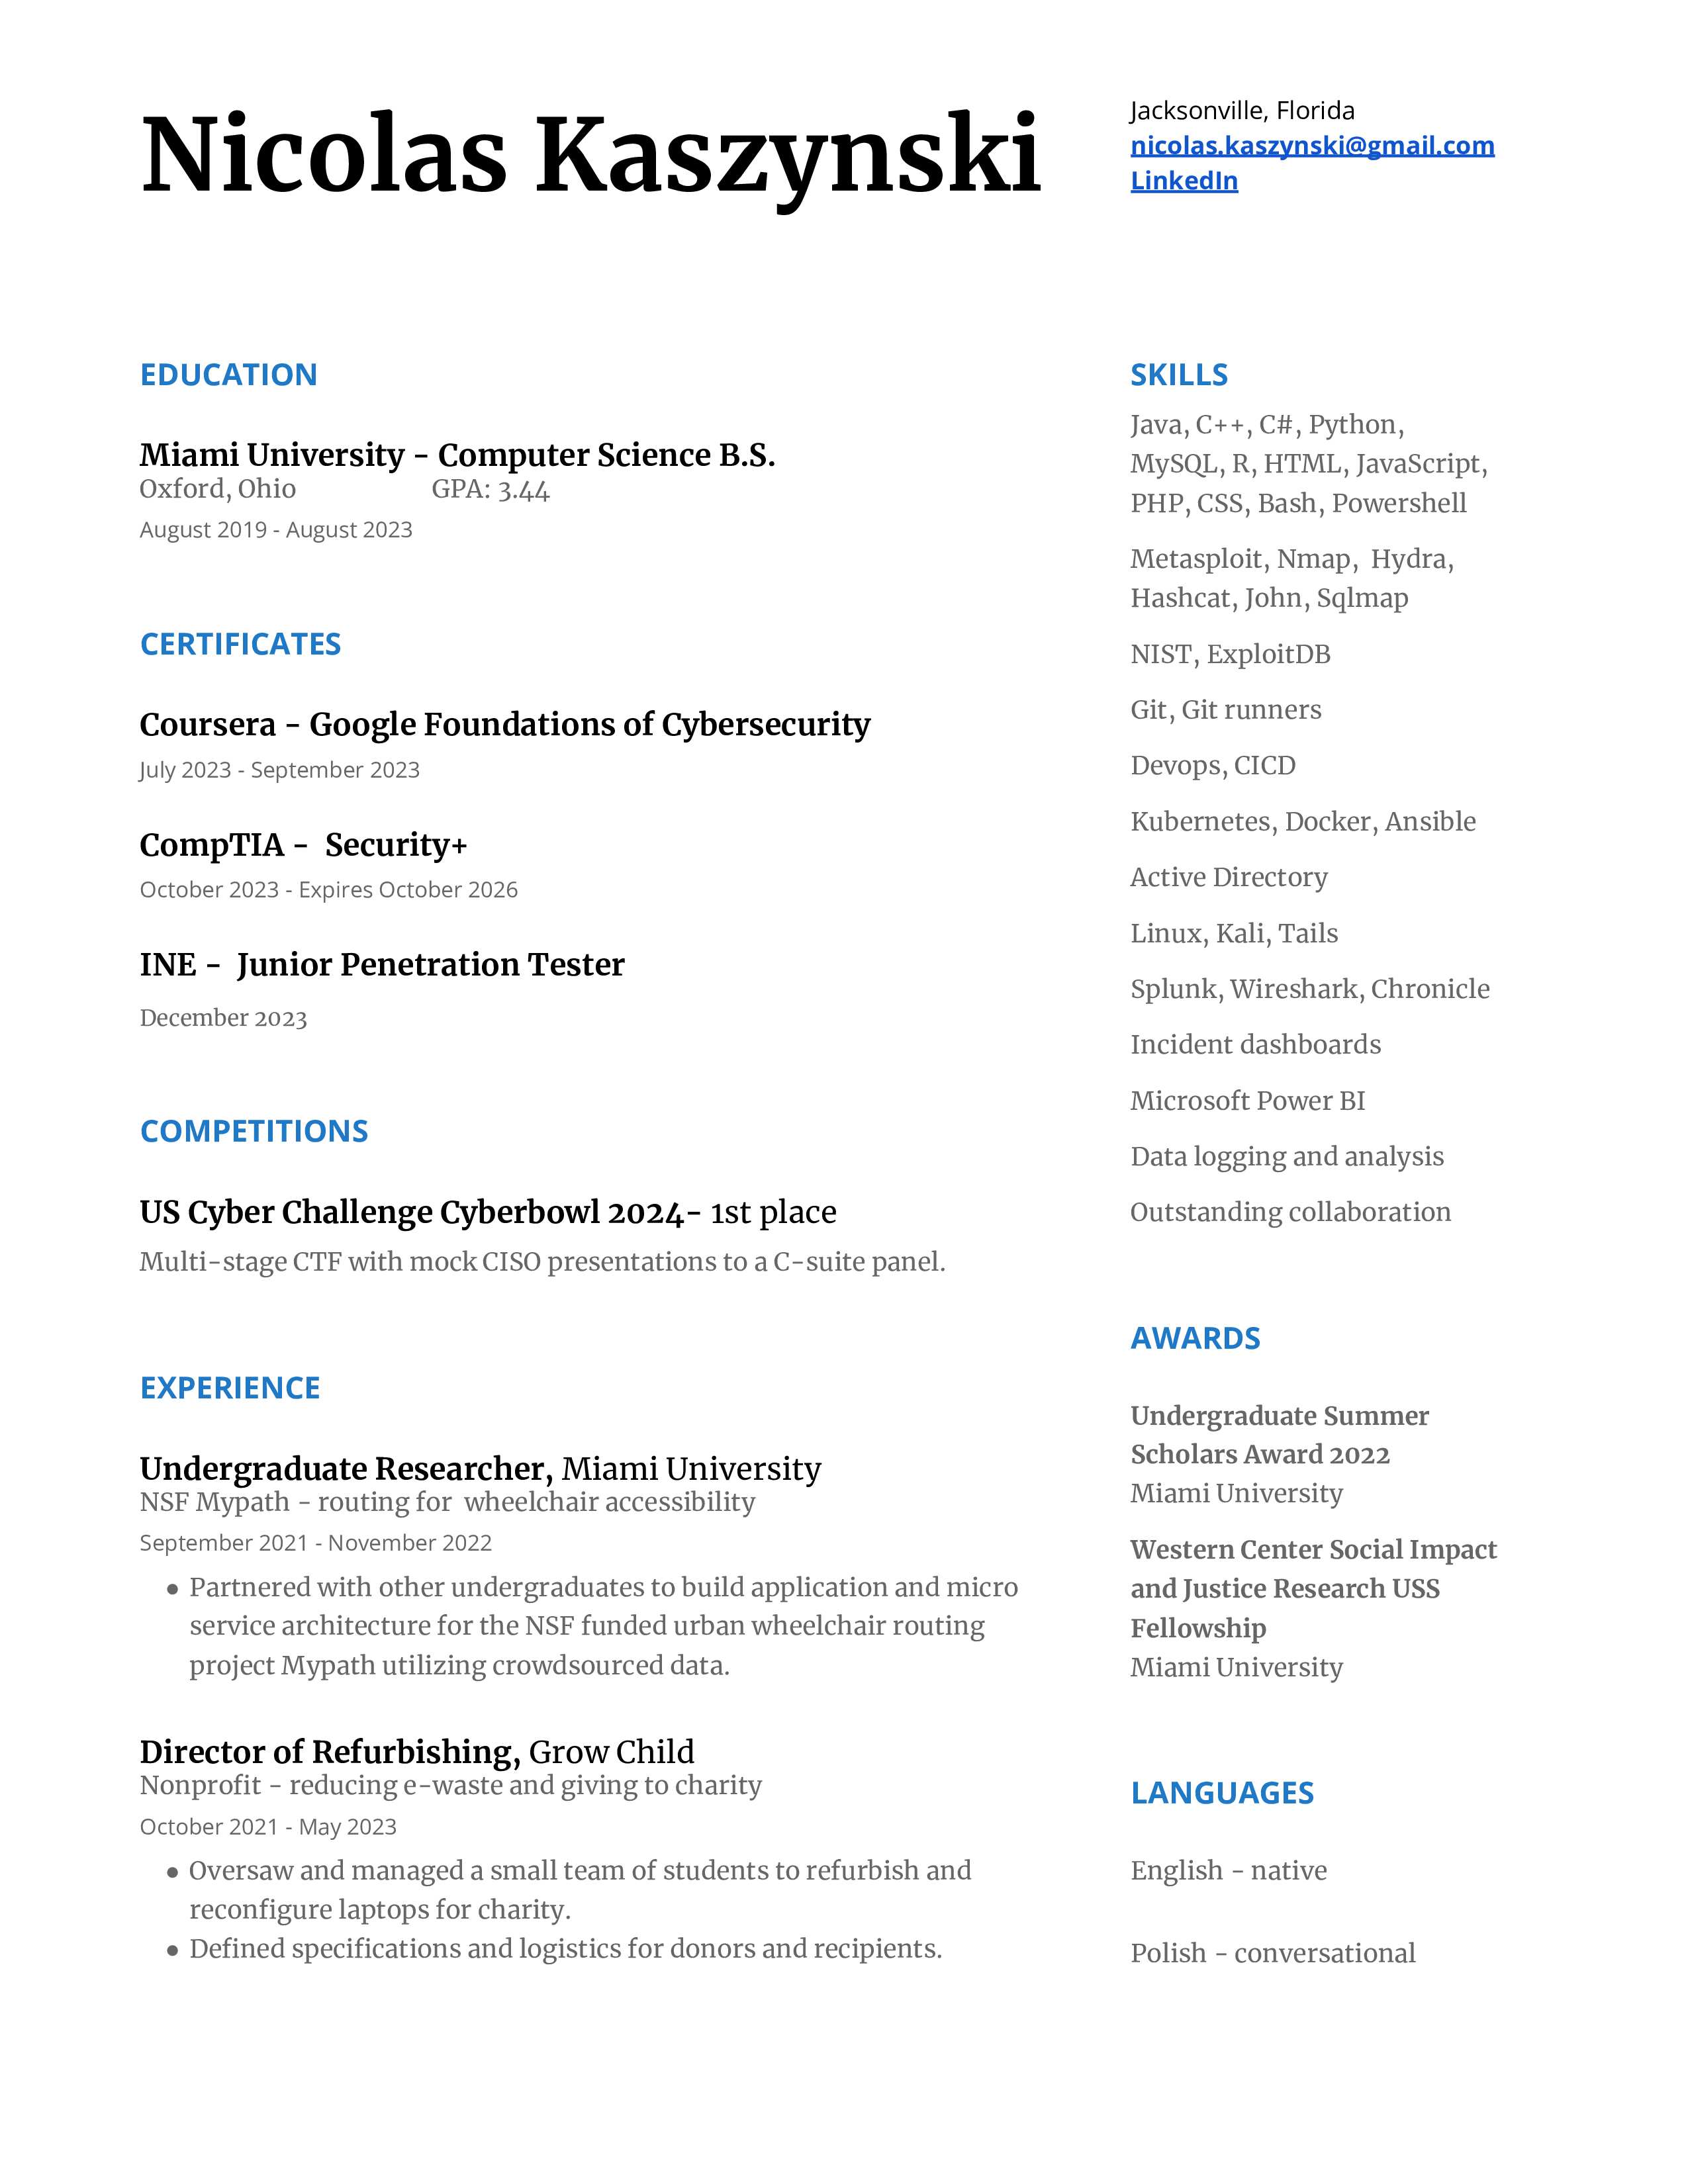 Nicolas Kaszynski
Jacksonville, Florida
nicolas.kaszynski@gmail.com
LinkedIn
EDUCATION
Miami University - Computer Science B.S.
Oxford, Ohio GPA: 3.44
August 2019 - August 2023
CERTIFICATES
Coursera - Google Foundations of Cybersecurity
July 2023 - September 2023
CompTIA - Security+
October 2023 - Expires October 2026
INE - Junior Penetration Tester
December 2023
COMPETITIONS
US Cyber Challenge Cyberbowl 2024- 1st place
Multi-stage CTF with mock CISO presentations to a C-suite panel.
EXPERIENCE
Undergraduate Researcher, Miami University
NSF Mypath - routing for wheelchair accessibility
September 2021 - November 2022
● Partnered with other undergraduates to build application and micro
service architecture for the NSF funded urban wheelchair routing
project Mypath utilizing crowdsourced data.
Director of Refurbishing, Grow Child
Nonprofit - reducing e-waste and giving to charity
October 2021 - May 2023
● Oversaw and managed a small team of students to refurbish and
reconfigure laptops for charity.
● Defined specifications and logistics for donors and recipients.
SKILLS
Java, C++, C#, Python,
MySQL, R, HTML, JavaScript,
PHP, CSS, Bash, Powershell
Metasploit, Nmap, Hydra,
Hashcat, John, Sqlmap
NIST, ExploitDB
Git, Git runners
Devops, CICD
Kubernetes, Docker, Ansible
Active Directory
Linux, Kali, Tails
Splunk, Wireshark, Chronicle
Incident dashboards
Microsoft Power BI
Data logging and analysis
Outstanding collaboration
AWARDS
Undergraduate Summer
Scholars Award 2022
Miami University
Western Center Social Impact
and Justice Research USS
Fellowship
Miami University
LANGUAGES
English - native
Polish - conversational